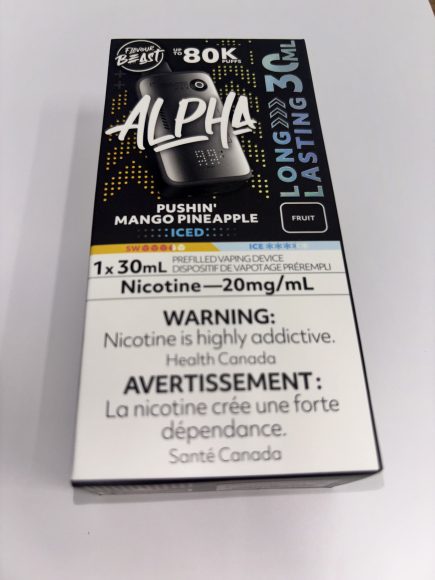 Flavour
BEAST
UP TO 80K PUFFS
ALPHA
LONG LASTING 30ML
PUSHIN'
MANGO PINEAPPLE
ICED
FRUIT
SW
ICE
1 x 30mL PREFILLED VAPING DEVICE
DISPOSITIF DE VAPOTAGE PRÉREMPLI
Nicotine—20mg/mL
WARNING:
Nicotine is highly addictive.
Health Canada
AVERTISSEMENT:
La nicotine crée une forte
dépendance.
Santé Canada